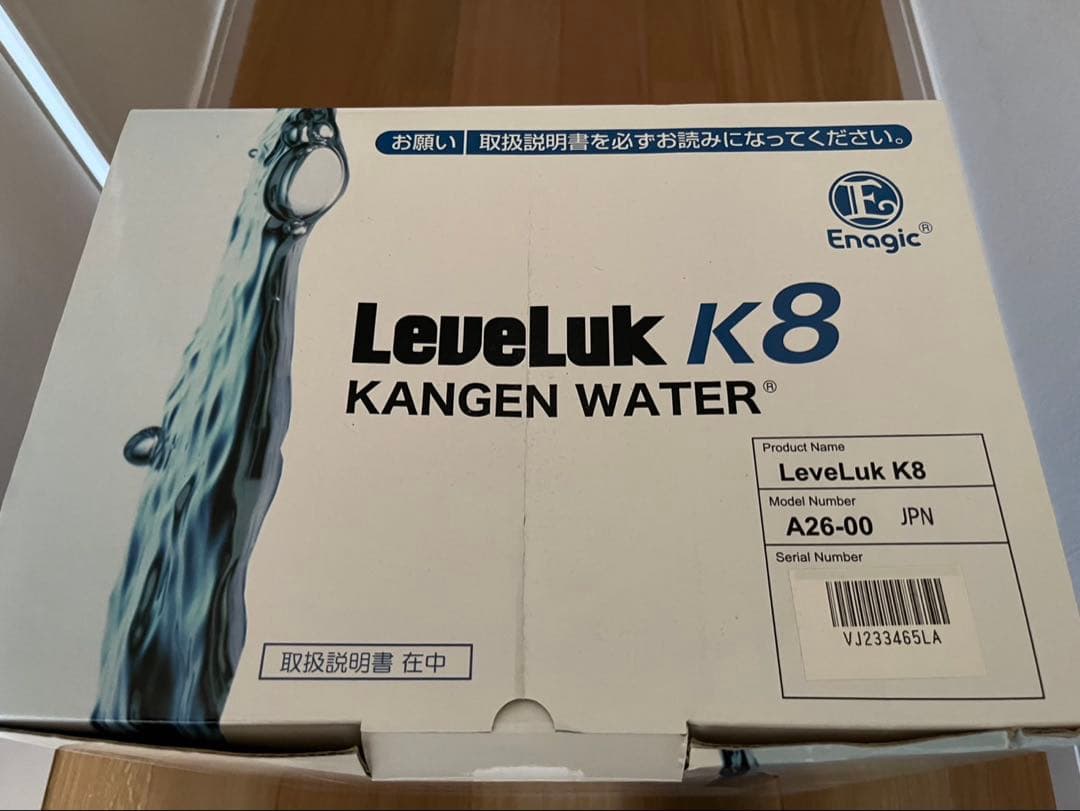 お願い 取扱説明書を必ずお読みになってください。
E
Enagic®
LeveLuk K8
KANGEN WATER®
Product Name
LeveLuk K8
Model Number
A26-00 JPN
Serial Number
VJ233465LA
取扱説明書 在中